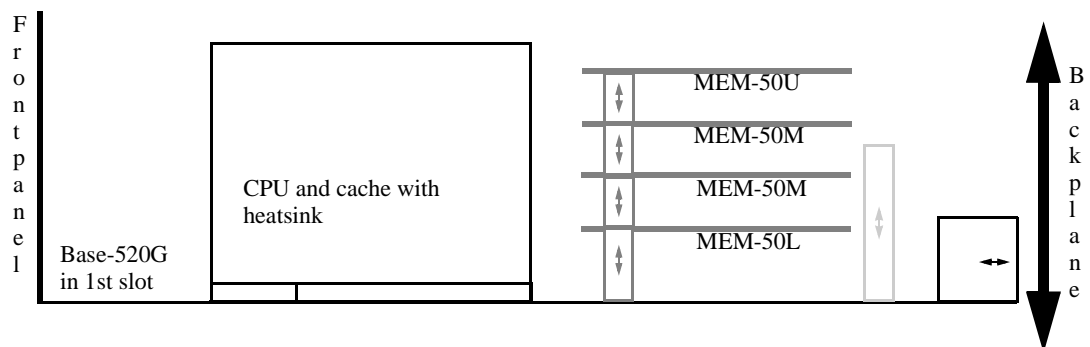 Front panel
MEM-50U
MEM-50M
CPU and cache with
heatsink
MEM-50M
MEM-50L
Base-520G
in 1st slot
Backplane